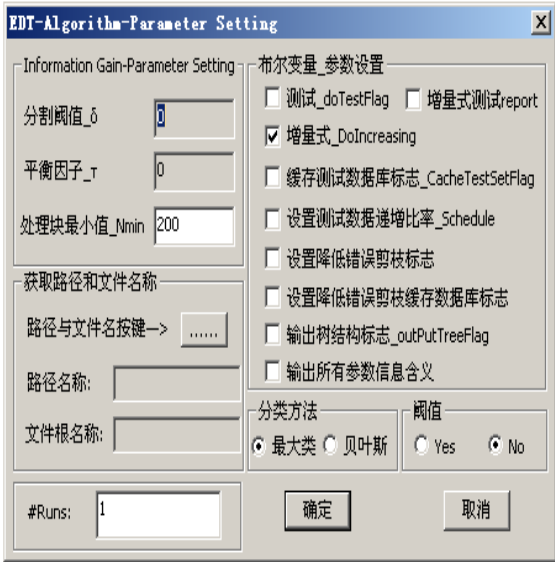 EDT-Algorithm-Parameter Setting
Information Gain-Parameter Setting
分割阈值_δ 0
平衡因子_τ 0
处理块最小值_Nmin 200
获取路径和文件名称
路径与文件名按键—> ......
路径名称:
文件根名称:
#Runs: 1
布尔变量_参数设置
测试_doTestFlag 增量式测试report
增量式_DoIncreasing
缓存测试数据库标志_CacheTestSetFlag
设置测试数据递增比率_Schedule
设置降低错误剪枝标志
设置降低错误剪枝缓存数据库标志
输出树结构标志_outPutTreeFlag
输出所有参数信息含义
分类方法
最大类 贝叶斯
阈值
Yes No
确定 取消